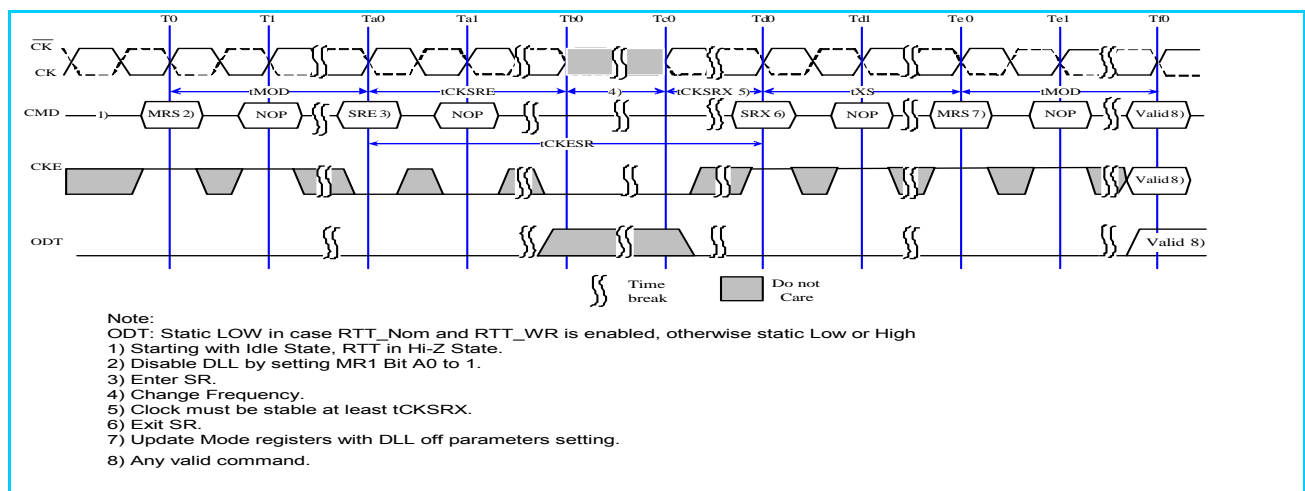 T0 T1 Ta0 Ta1 Tb0 Tc0 Td0 Td1 Te0 Te1 Tf0
CK
CK
tMOD tCKSRE 4) tCKSRX 5) tXS tMOD
CMD 1) MRS 2) NOP SRE 3) NOP SRX 6) NOP MRS 7) NOP Valid 8)
tCKESR
CKE Valid 8)
ODT Valid 8)
Time break
Do not Care
Note:
ODT: Static LOW in case RTT_Nom and RTT_WR is enabled, otherwise static Low or High
1) Starting with Idle State, RTT in Hi-Z State.
2) Disable DLL by setting MR1 Bit A0 to 1.
3) Enter SR.
4) Change Frequency.
5) Clock must be stable at least tCKSRX.
6) Exit SR.
7) Update Mode registers with DLL off parameters setting.
8) Any valid command.